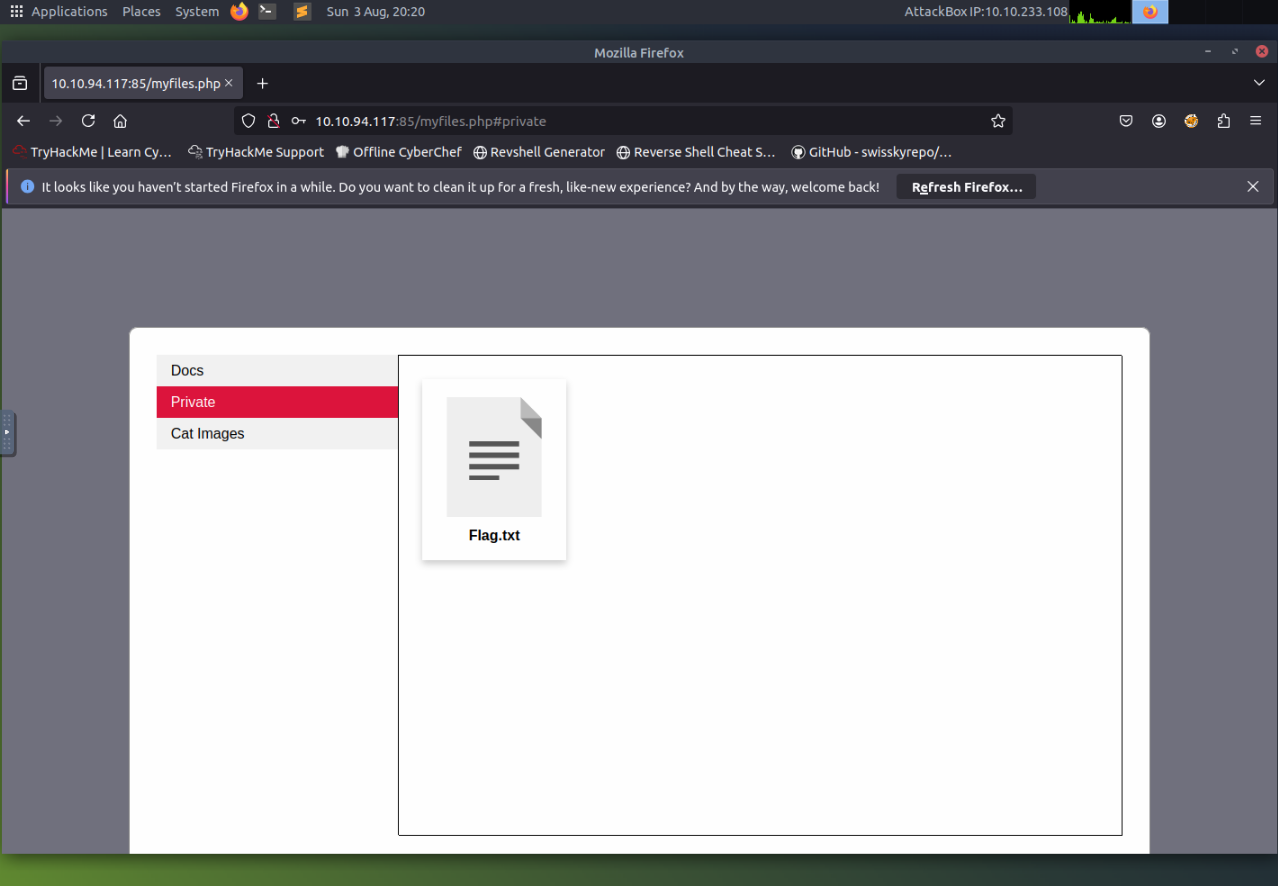 Applications Places System Sun 3 Aug, 20:20 AttackBox IP:10.10.233.108
Mozilla Firefox
10.10.94.117:85/myfiles.php
10.10.94.117:85/myfiles.php#private
TryHackMe | Learn Cy… TryHackMe Support Offline CyberChef Revshell Generator Reverse Shell Cheat S… GitHub - swisskyrepo/…
It looks like you haven't started Firefox in a while. Do you want to clean it up for a fresh, like-new experience? And by the way, welcome back! Refresh Firefox…
Docs
Private
Cat Images
Flag.txt